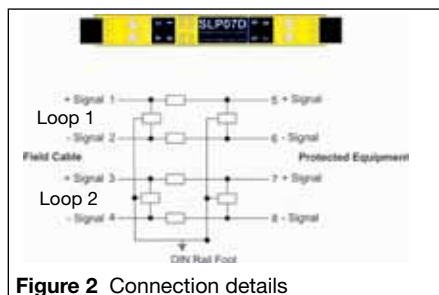 SLP07D
+ Signal 1
5 + Signal
Loop 1
- Signal 2
6 - Signal
Field Cable
Protected Equipment
+ Signal 3
7 + Signal
Loop 2
- Signal 4
8 - Signal
DIN Rail Foot
Figure 2 Connection details